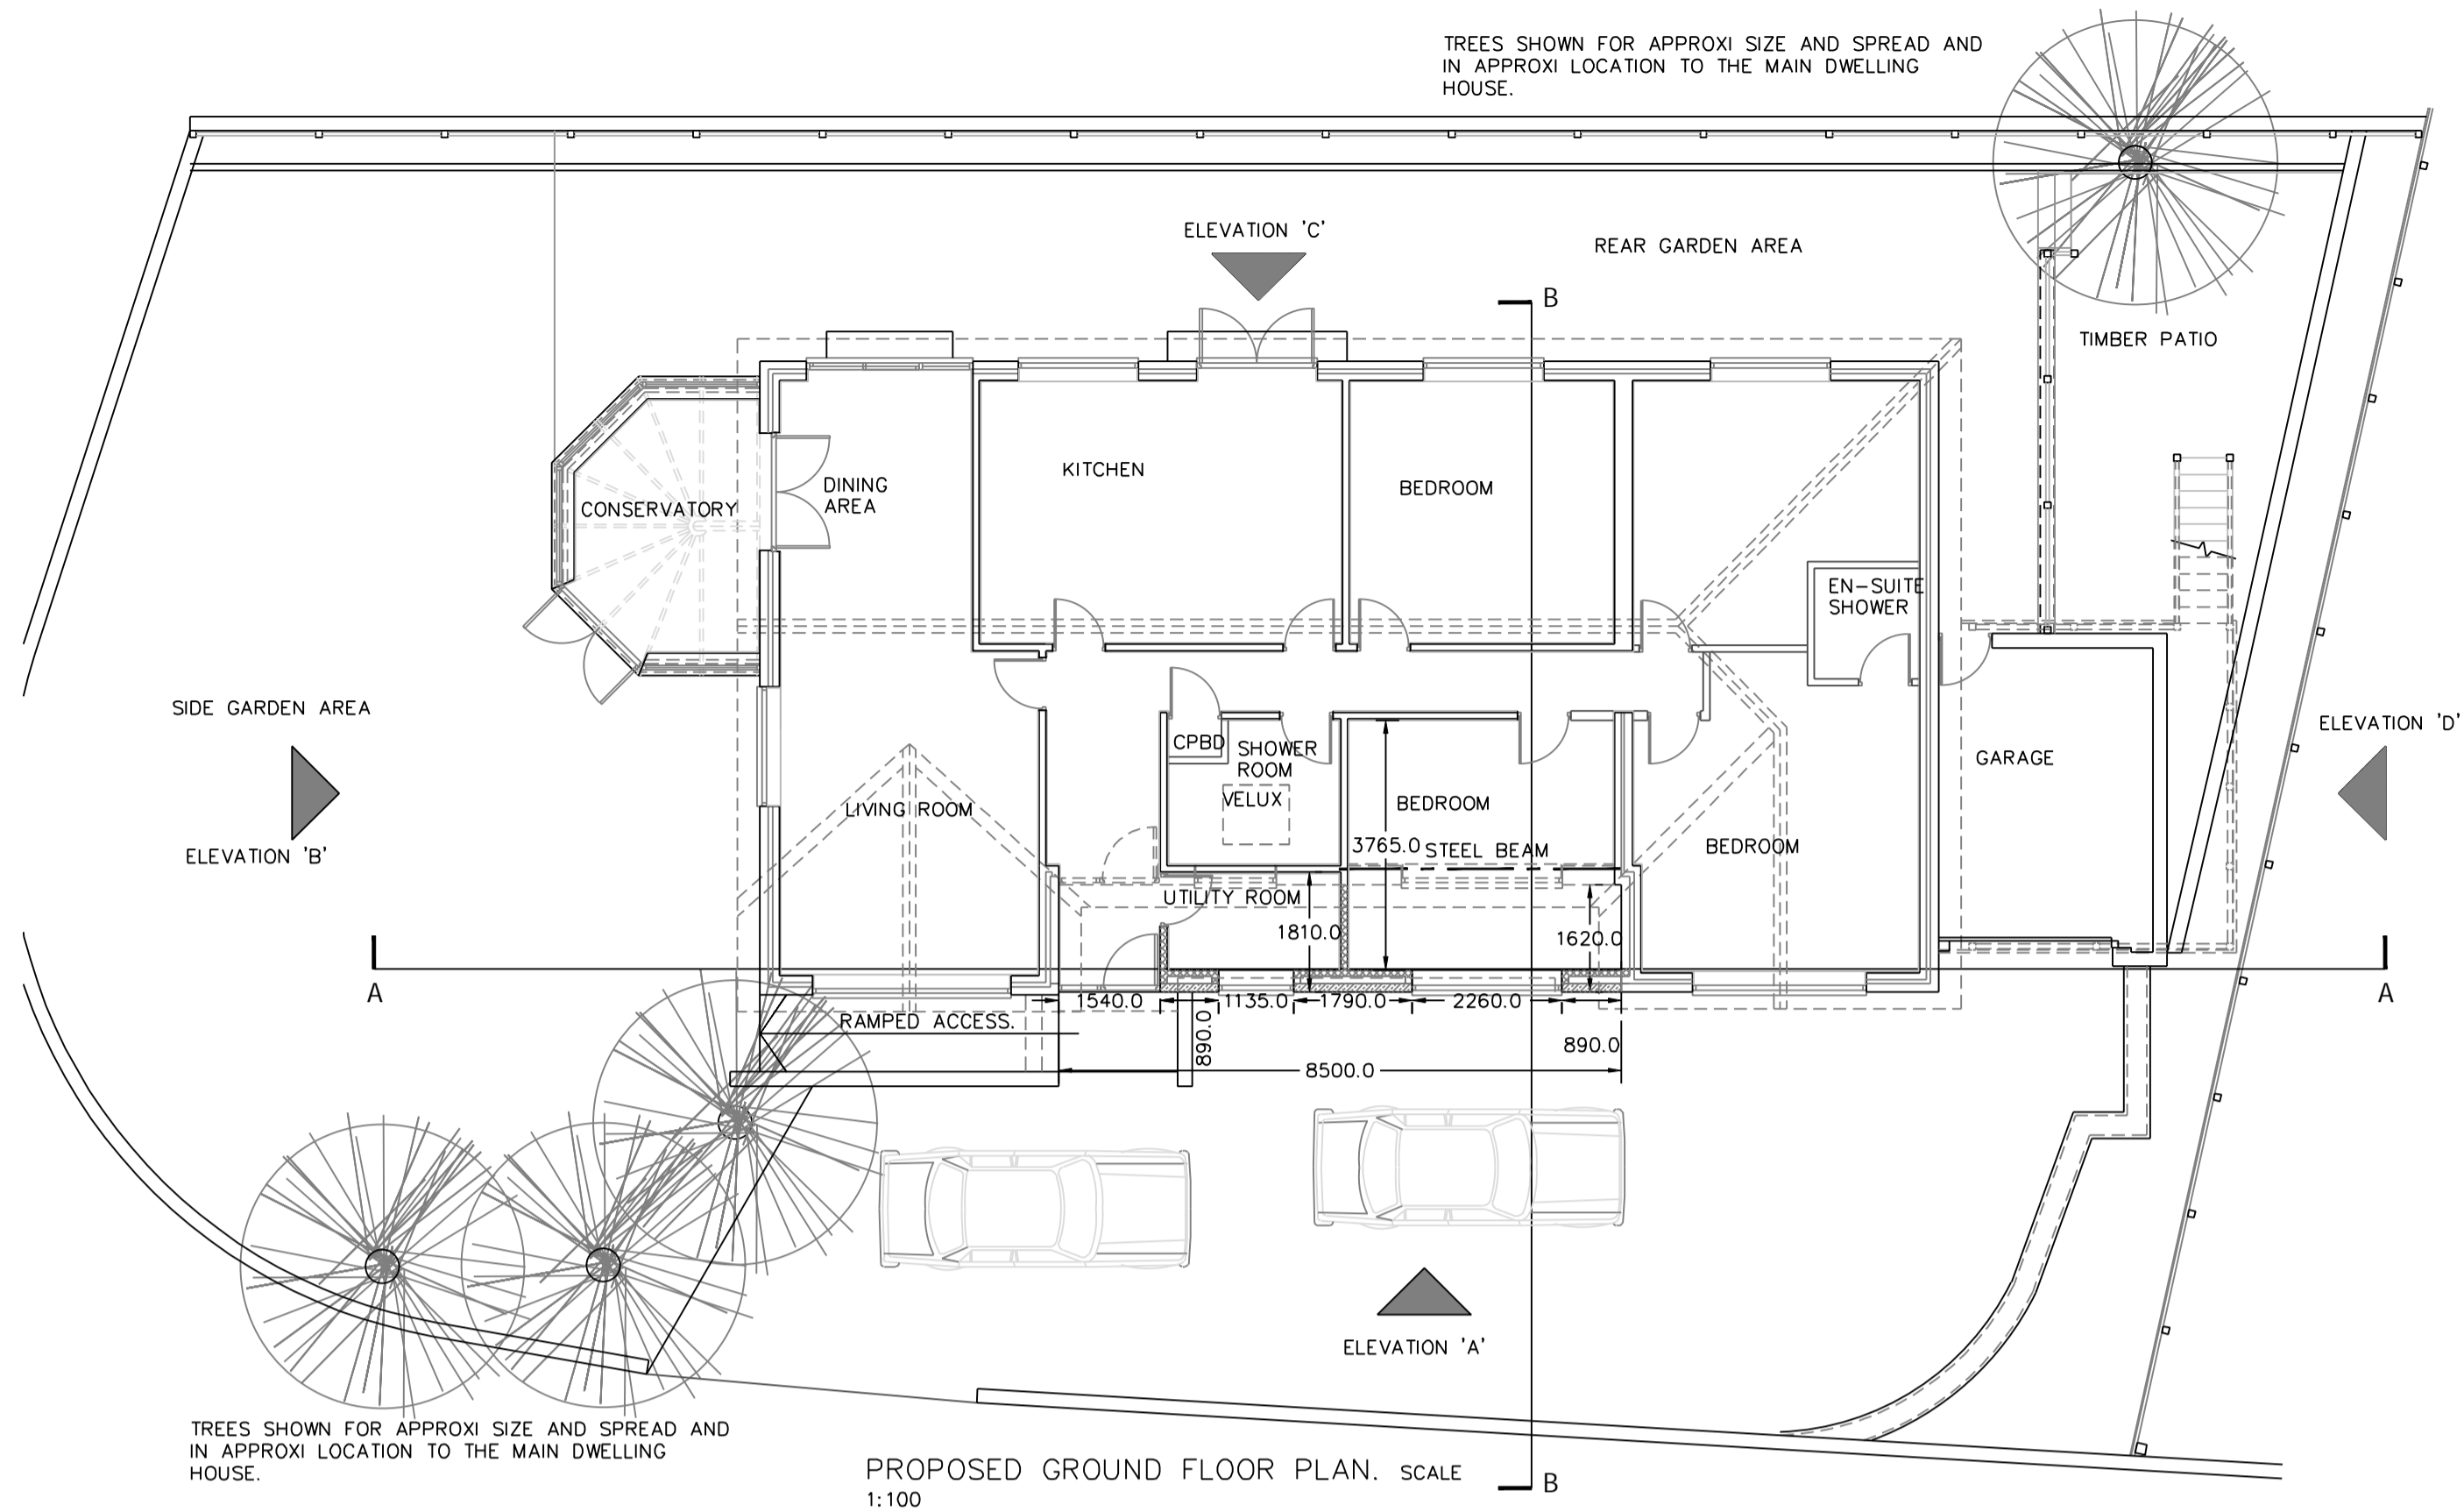 TREES SHOWN FOR APPROXI SIZE AND SPREAD AND
IN APPROXI LOCATION TO THE MAIN DWELLING
HOUSE.
ELEVATION 'C'
REAR GARDEN AREA
B
TIMBER PATIO
KITCHEN
DINING
AREA
BEDROOM
CONSERVATORY
EN-SUITE
SHOWER
SIDE GARDEN AREA
ELEVATION 'D'
CPBD
SHOWER
ROOM
GARAGE
VELUX
LIVING ROOM
BEDROOM
3765.0
STEEL BEAM
BEDROOM
ELEVATION 'B'
UTILITY ROOM
1810.0
1620.0
A
A
1540.0
1135.0
1790.0
2260.0
RAMPED ACCESS.
890.0
890.0
8500.0
ELEVATION 'A'
TREES SHOWN FOR APPROXI SIZE AND SPREAD AND
IN APPROXI LOCATION TO THE MAIN DWELLING
HOUSE.
PROPOSED GROUND FLOOR PLAN. SCALE
1:100
B